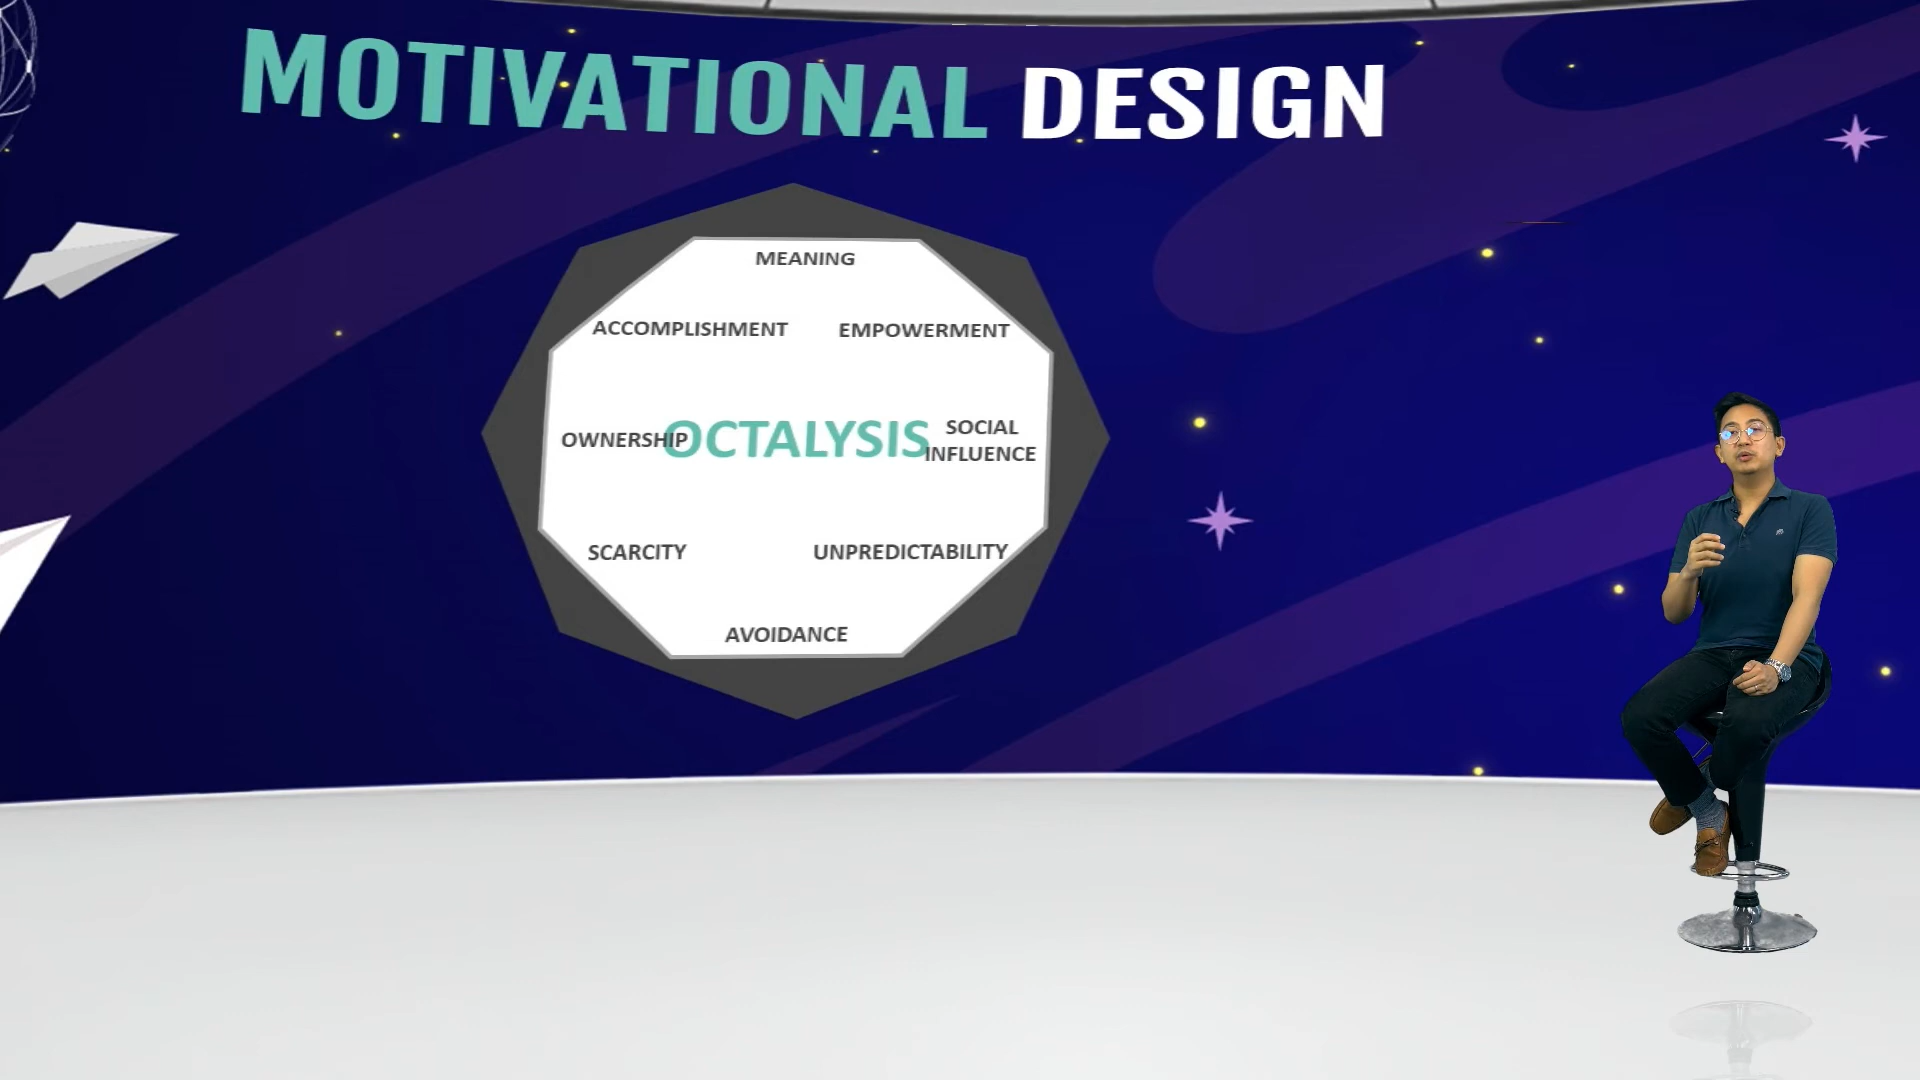 MOTIVATIONAL DESIGN
MEANING
ACCOMPLISHMENT EMPOWERMENT
OWNERSHIP OCTALYSIS SOCIAL
INFLUENCE
SCARCITY UNPREDICTABILITY
AVOIDANCE